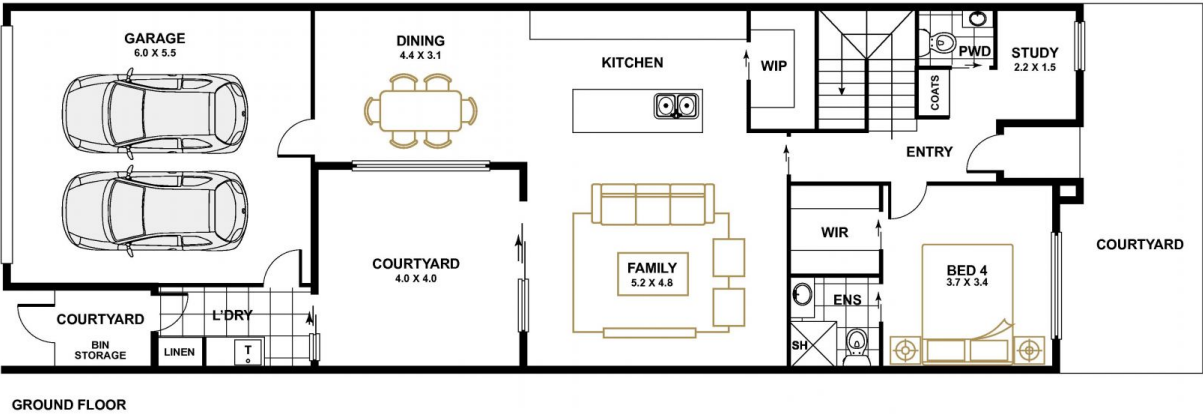 GARAGE
6.0 X 5.5
DINING
4.4 X 3.1
KITCHEN
WIP
PWD
STUDY
2.2 X 1.5
COATS
ENTRY
COURTYARD
4.0 X 4.0
FAMILY
5.2 X 4.8
WIR
BED 4
3.7 X 3.4
COURTYARD
COURTYARD
BIN
STORAGE
L'DRY
LINEN
T
ENS
SH
GROUND FLOOR